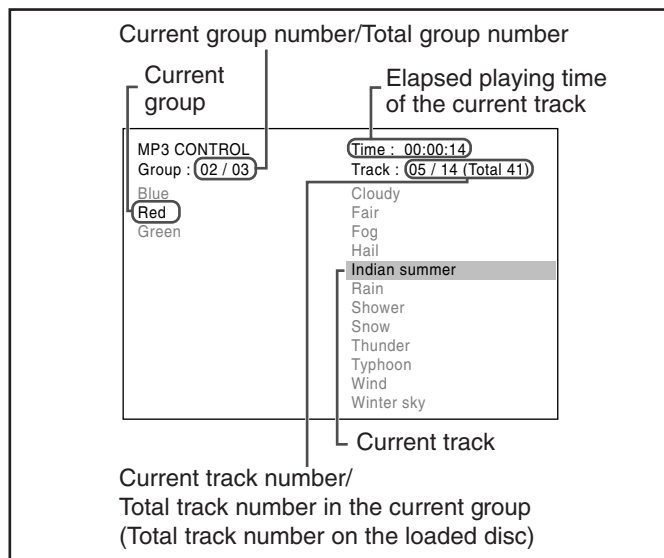 Current group number/Total group number
Current
group
Elapsed playing time
of the current track
MP3 CONTROL
Group : 02 / 03
Blue
Red
Green
Time : 00:00:14
Track : 05 / 14 (Total 41)
Cloudy
Fair
Fog
Hail
Indian summer
Rain
Shower
Snow
Thunder
Typhoon
Wind
Winter sky
Current track
Current track number/
Total track number in the current group
(Total track number on the loaded disc)